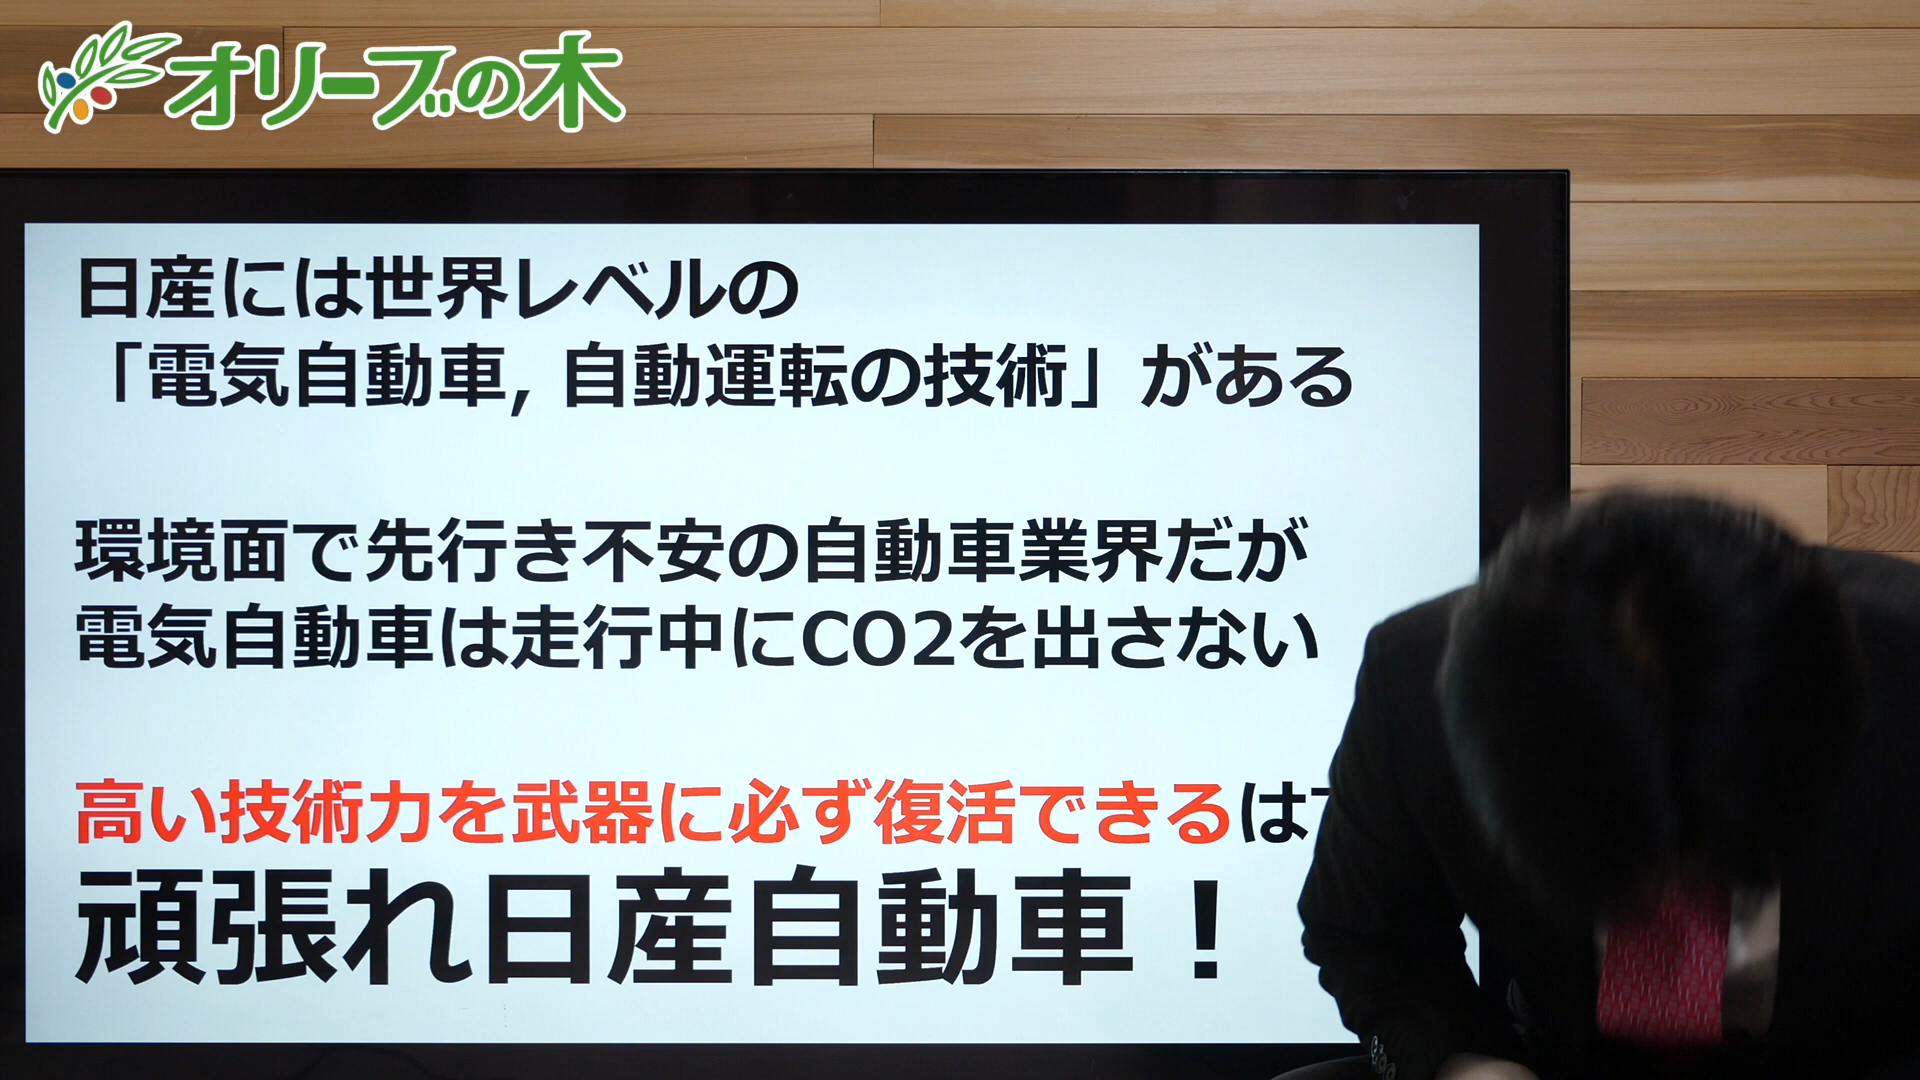 オリーブの木
日産には世界レベルの
「電気自動車, 自動運転の技術」がある
環境面で先行き不安の自動車業界だが
電気自動車は走行中にCO2を出さない
高い技術力を武器に必ず復活できるは
頑張れ日産自動車！